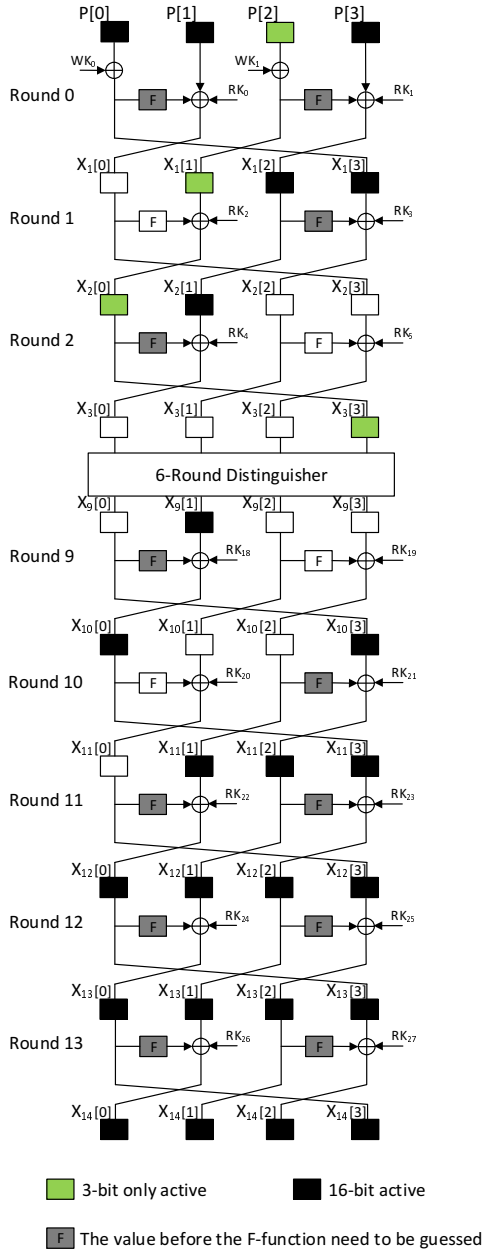 P[0] P[1] P[2] P[3]
WK0 WK1
Round 0 F RK0 F RK1
X1[0] X1[1] X1[2] X1[3]
Round 1 F RK2 F RK3
X2[0] X2[1] X2[2] X2[3]
Round 2 F RK4 F RK5
X3[0] X3[1] X3[2] X3[3]
6-Round Distinguisher
X9[0] X9[1] X9[2] X9[3]
Round 9 F RK18 F RK19
X10[0] X10[1] X10[2] X10[3]
Round 10 F RK20 F RK21
X11[0] X11[1] X11[2] X11[3]
Round 11 F RK22 F RK23
X12[0] X12[1] X12[2] X12[3]
Round 12 F RK24 F RK25
X13[0] X13[1] X13[2] X13[3]
Round 13 F RK26 F RK27
X14[0] X14[1] X14[2] X14[3]
3-bit only active 16-bit active
F The value before the F-function need to be guessed